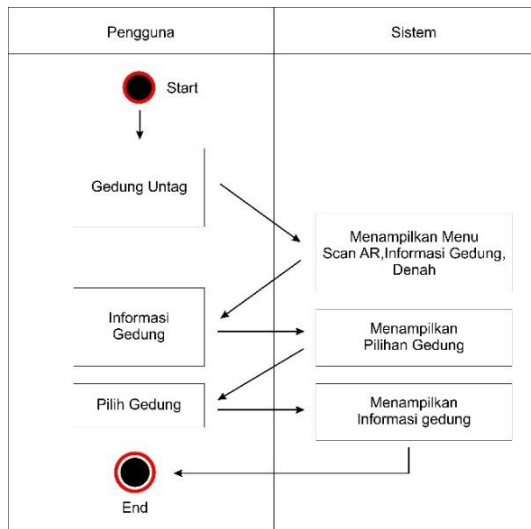 Pengguna
Sistem
Start
Gedung Untag
Menampilkan Menu
Scan AR,Informasi Gedung,
Denah
Informasi
Gedung
Menampilkan
Pilihan Gedung
Pilih Gedung
Menampilkan
Informasi gedung
End